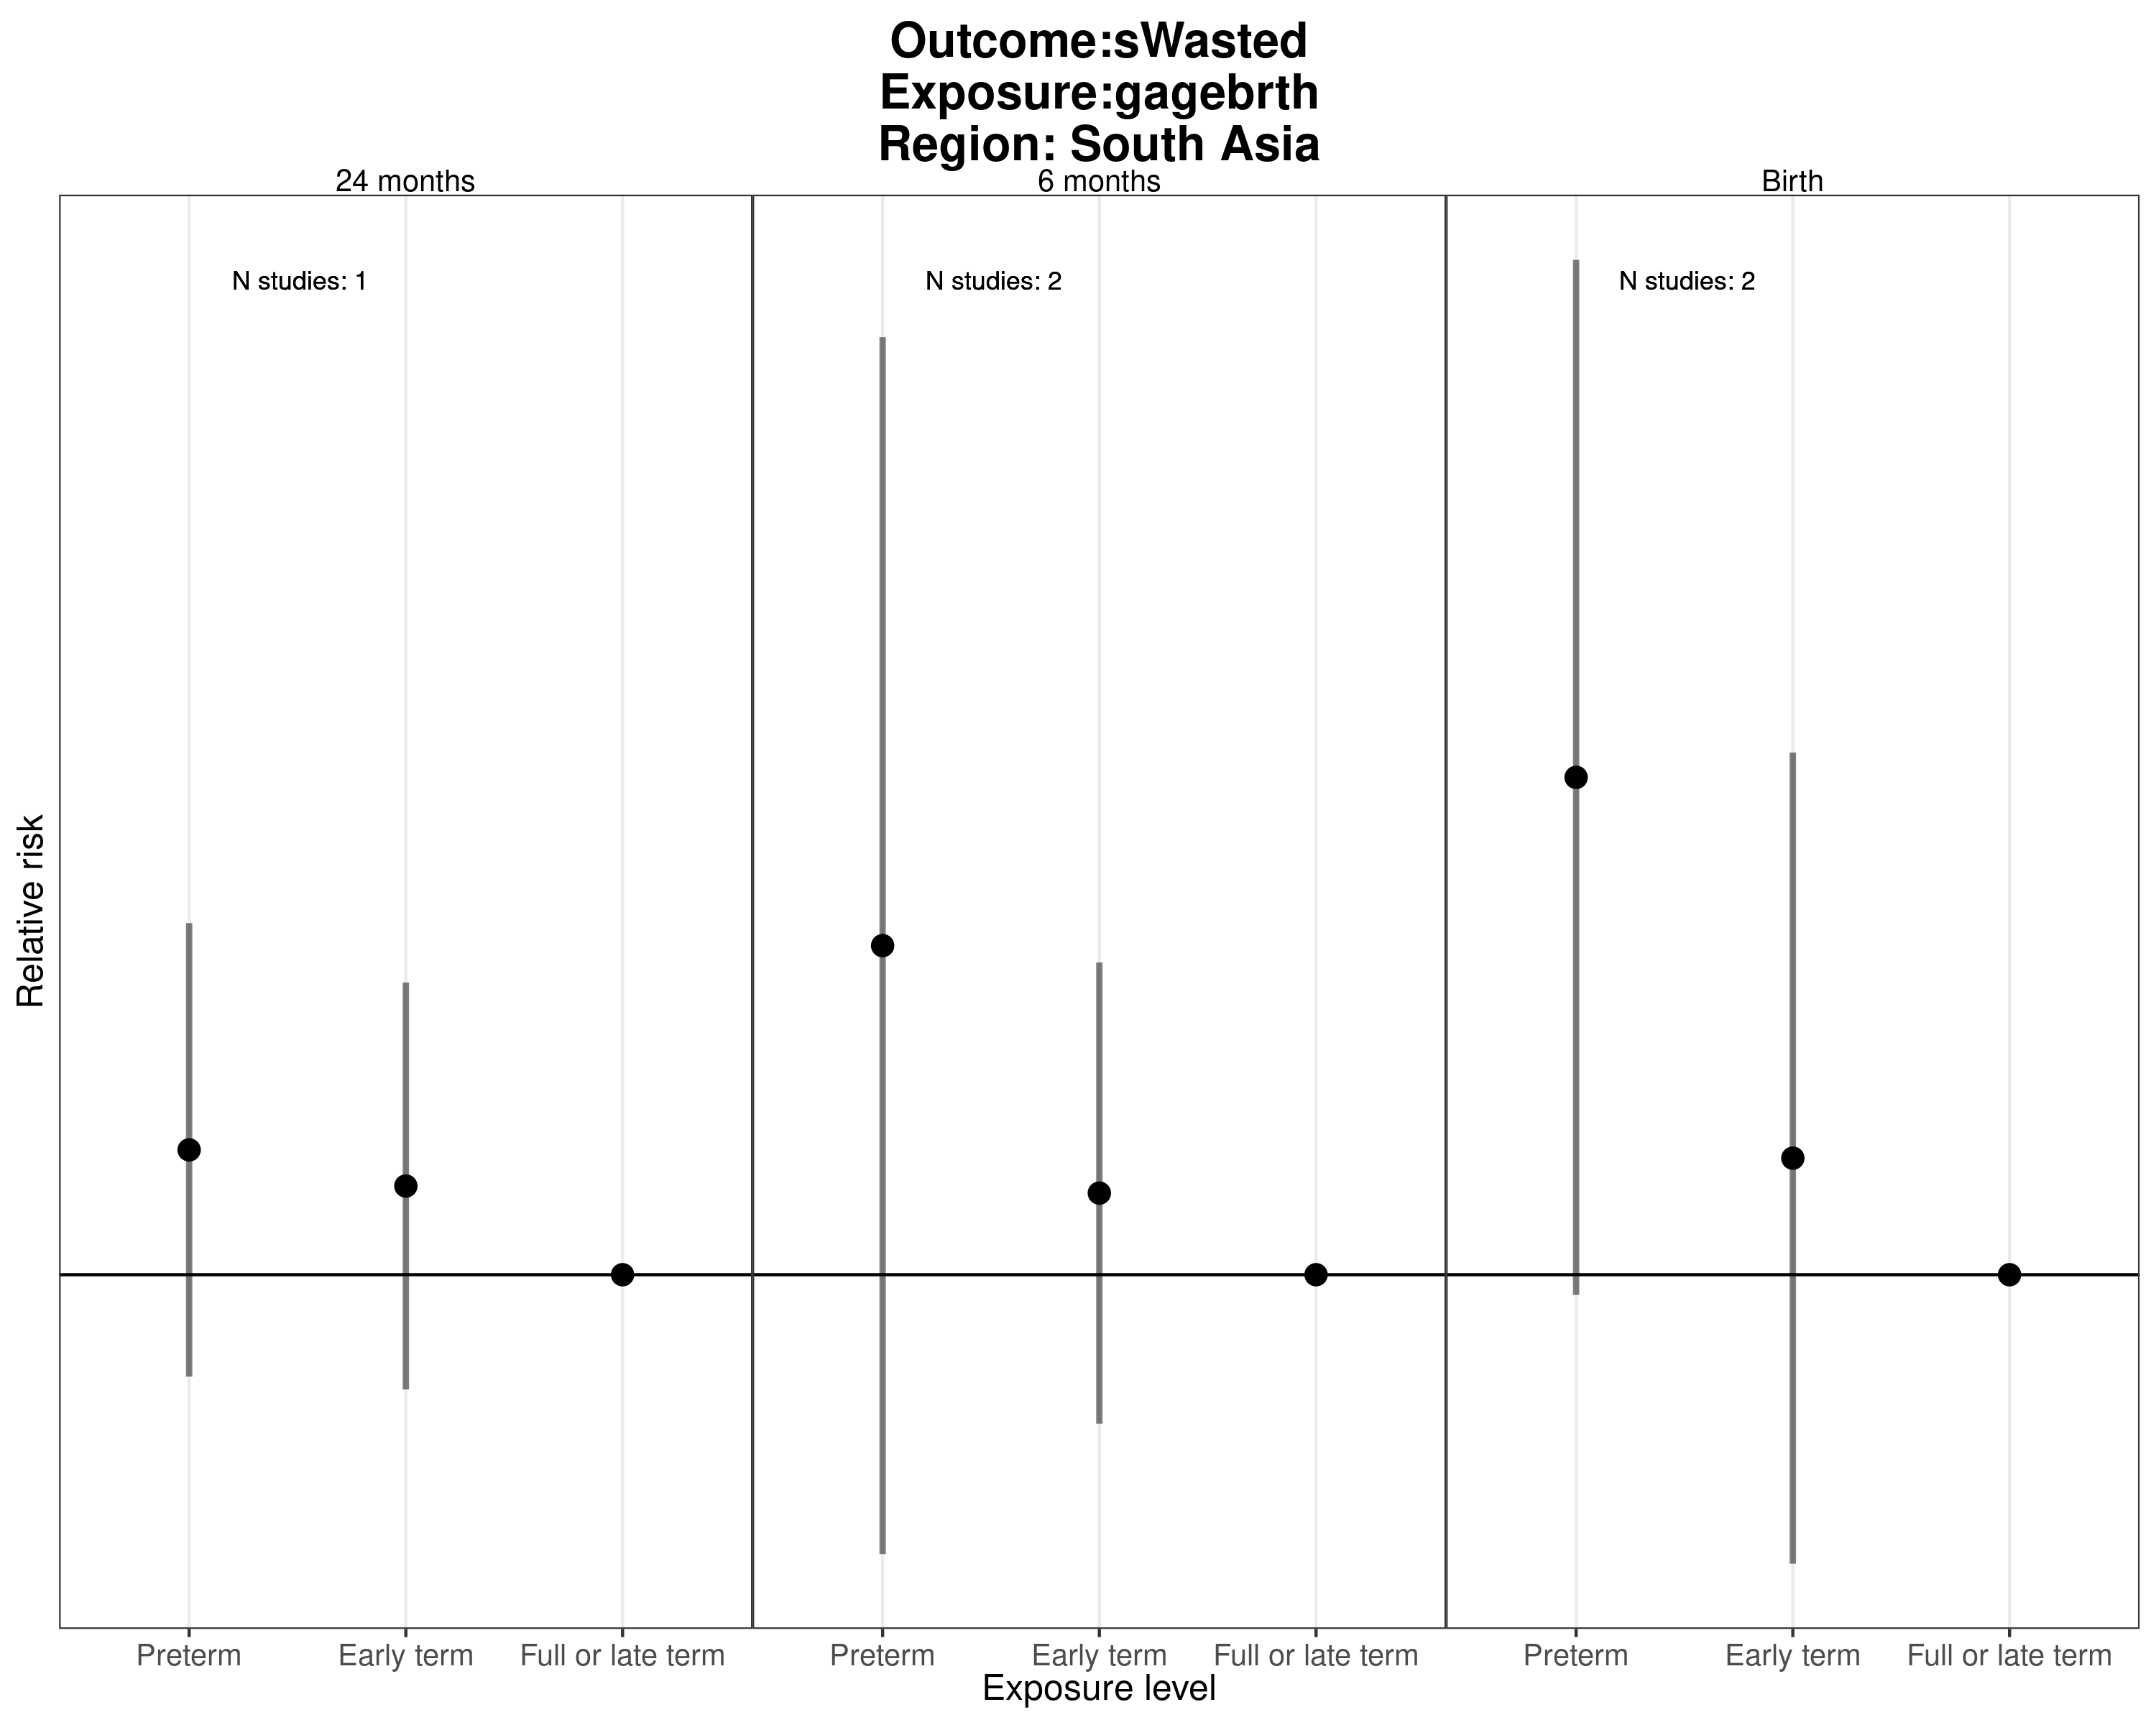 Outcome:sWasted
Exposure:gagebrth
Region: South Asia
24 months
6 months
Birth
N studies: 1
N studies: 2
N studies: 2
Relative risk
Preterm
Early term
Full or late term
Preterm
Early term
Full or late term
Preterm
Early term
Full or late term
Exposure level